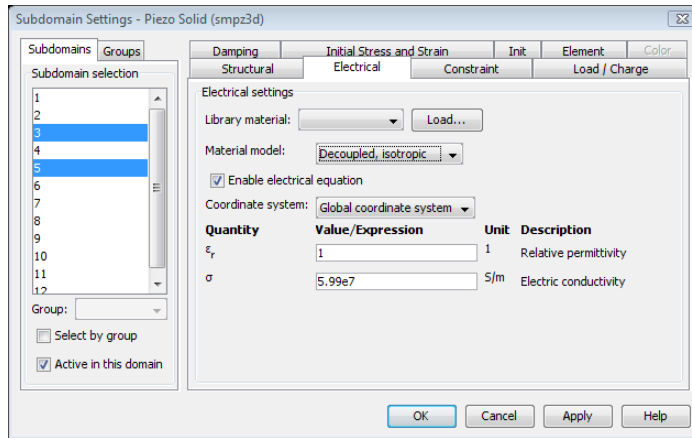 Subdomain Settings - Piezo Solid (smpz3d)
Subdomains Groups
Subdomain selection
1
2
3
4
5
6
7
8
9
10
11
12
Group:
Select by group
Active in this domain
Damping Initial Stress and Strain Init Element Color
Structural Electrical Constraint Load / Charge
Electrical settings
Library material: Load...
Material model: Decoupled, isotropic
Enable electrical equation
Coordinate system: Global coordinate system
Quantity Value/Expression Unit Description
εr 1 1 Relative permittivity
σ 5.99e7 S/m Electric conductivity
OK Cancel Apply Help